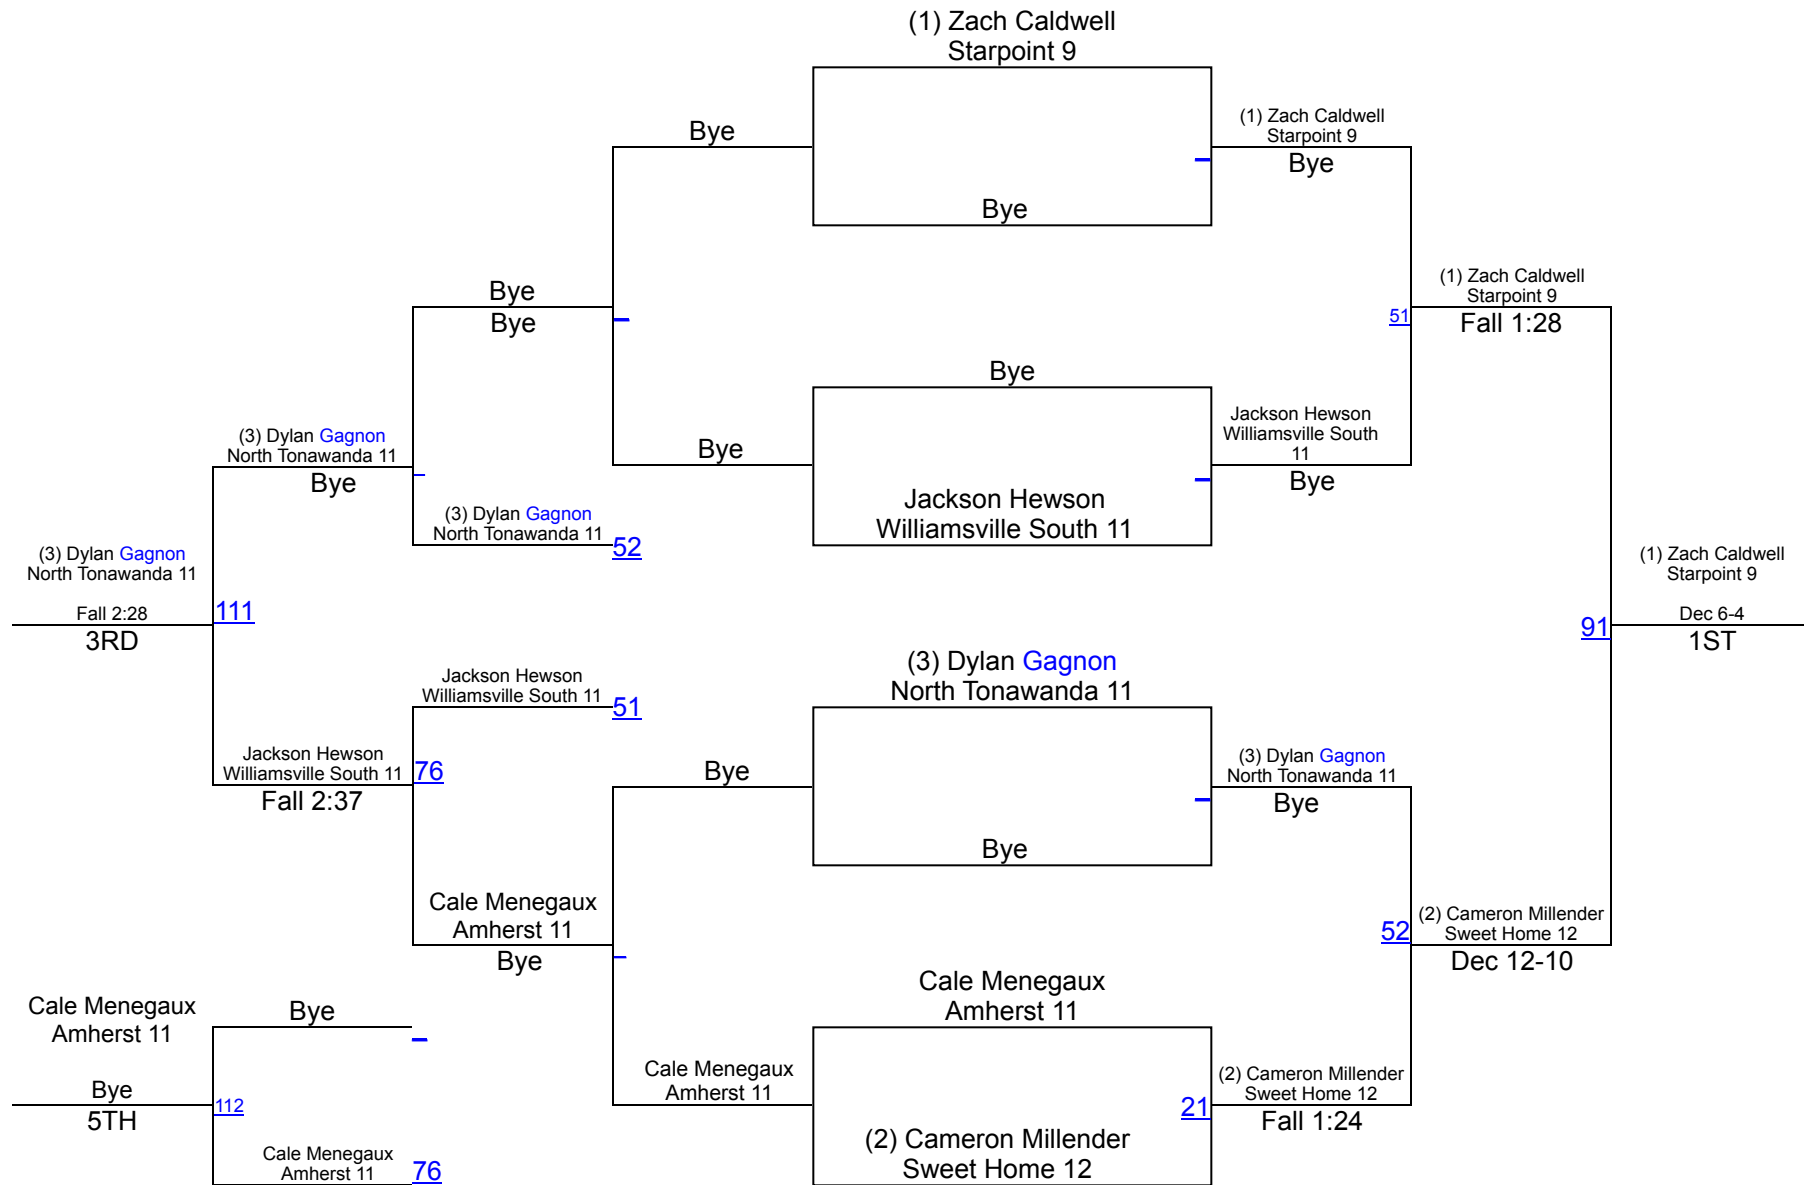 (1) Zach Caldwell
Starpoint 9
Bye
(1) Zach Caldwell
Starpoint 9
Bye
Bye
Bye
Bye
(1) Zach Caldwell
Starpoint 9
Fall 1:28
51
Bye
Bye
Jackson Hewson
Williamsville South
11
Bye
Jackson Hewson
Williamsville South 11
(3) Dylan Gagnon
North Tonawanda 11
Bye
(3) Dylan Gagnon
North Tonawanda 11
52
(3) Dylan Gagnon
North Tonawanda 11
Fall 2:28
3RD
111
(1) Zach Caldwell
Starpoint 9
Dec 6-4
1ST
91
Jackson Hewson
Williamsville South 11
51
(3) Dylan Gagnon
North Tonawanda 11
Jackson Hewson
Williamsville South 11
Fall 2:37
76
Bye
(3) Dylan Gagnon
North Tonawanda 11
Bye
Bye
Cale Menegaux
Amherst 11
Bye
52
(2) Cameron Millender
Sweet Home 12
Dec 12-10
Cale Menegaux
Amherst 11
Cale Menegaux
Amherst 11
Bye
5TH
Bye
112
Cale Menegaux
Amherst 11
76
Cale Menegaux
Amherst 11
21
(2) Cameron Millender
Sweet Home 12
Fall 1:24
(2) Cameron Millender
Sweet Home 12